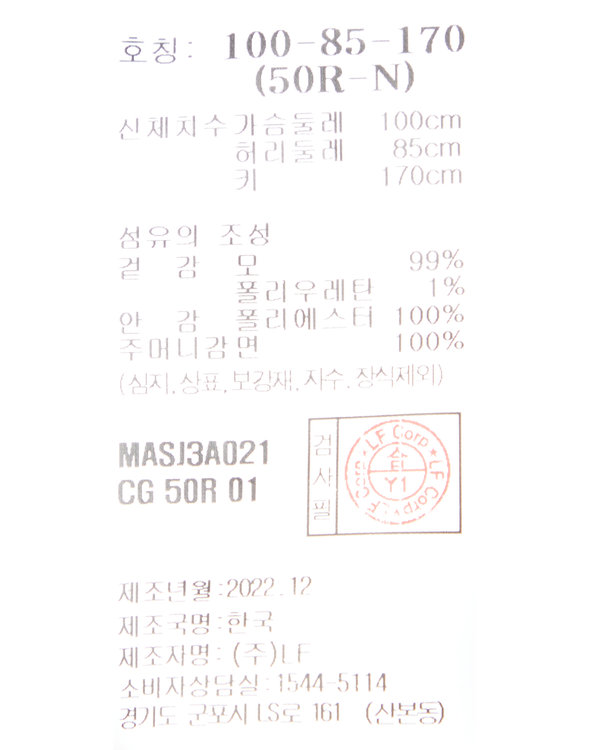 호칭: 100-85-170
(50R-N)
신체치수 가슴둘레 100cm
허리둘레 85cm
키 170cm
섬유의 조성
겉 감 모 99%
폴리우레탄 1%
안 감 폴리에스터 100%
주머니감 면 100%
(심지, 상표, 보강재, 자수, 장식제외)
MASJ3A021
CG 50R 01
검사필
LF Corp • LF Corp • LF Corp
Y1
제조년월:2022.12
제조국명:한국
제조자명: (주)LF
소비자상담실:1544-5114
경기도 군포시 LS로 161 (산본동)